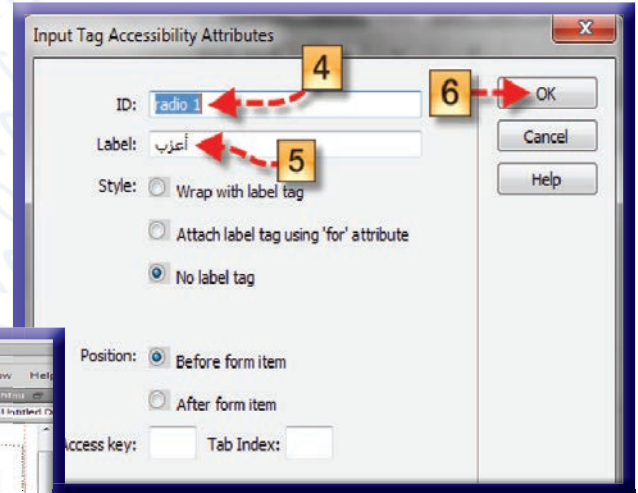 Input Tag Accessibility Attributes
4
ID: radio 1
6
OK
Label: أعزب
5
Cancel
Style: Wrap with label tag
Help
Attach label tag using 'for' attribute
No label tag
Position: Before form item
After form item
Access key: Tab Index:
Help